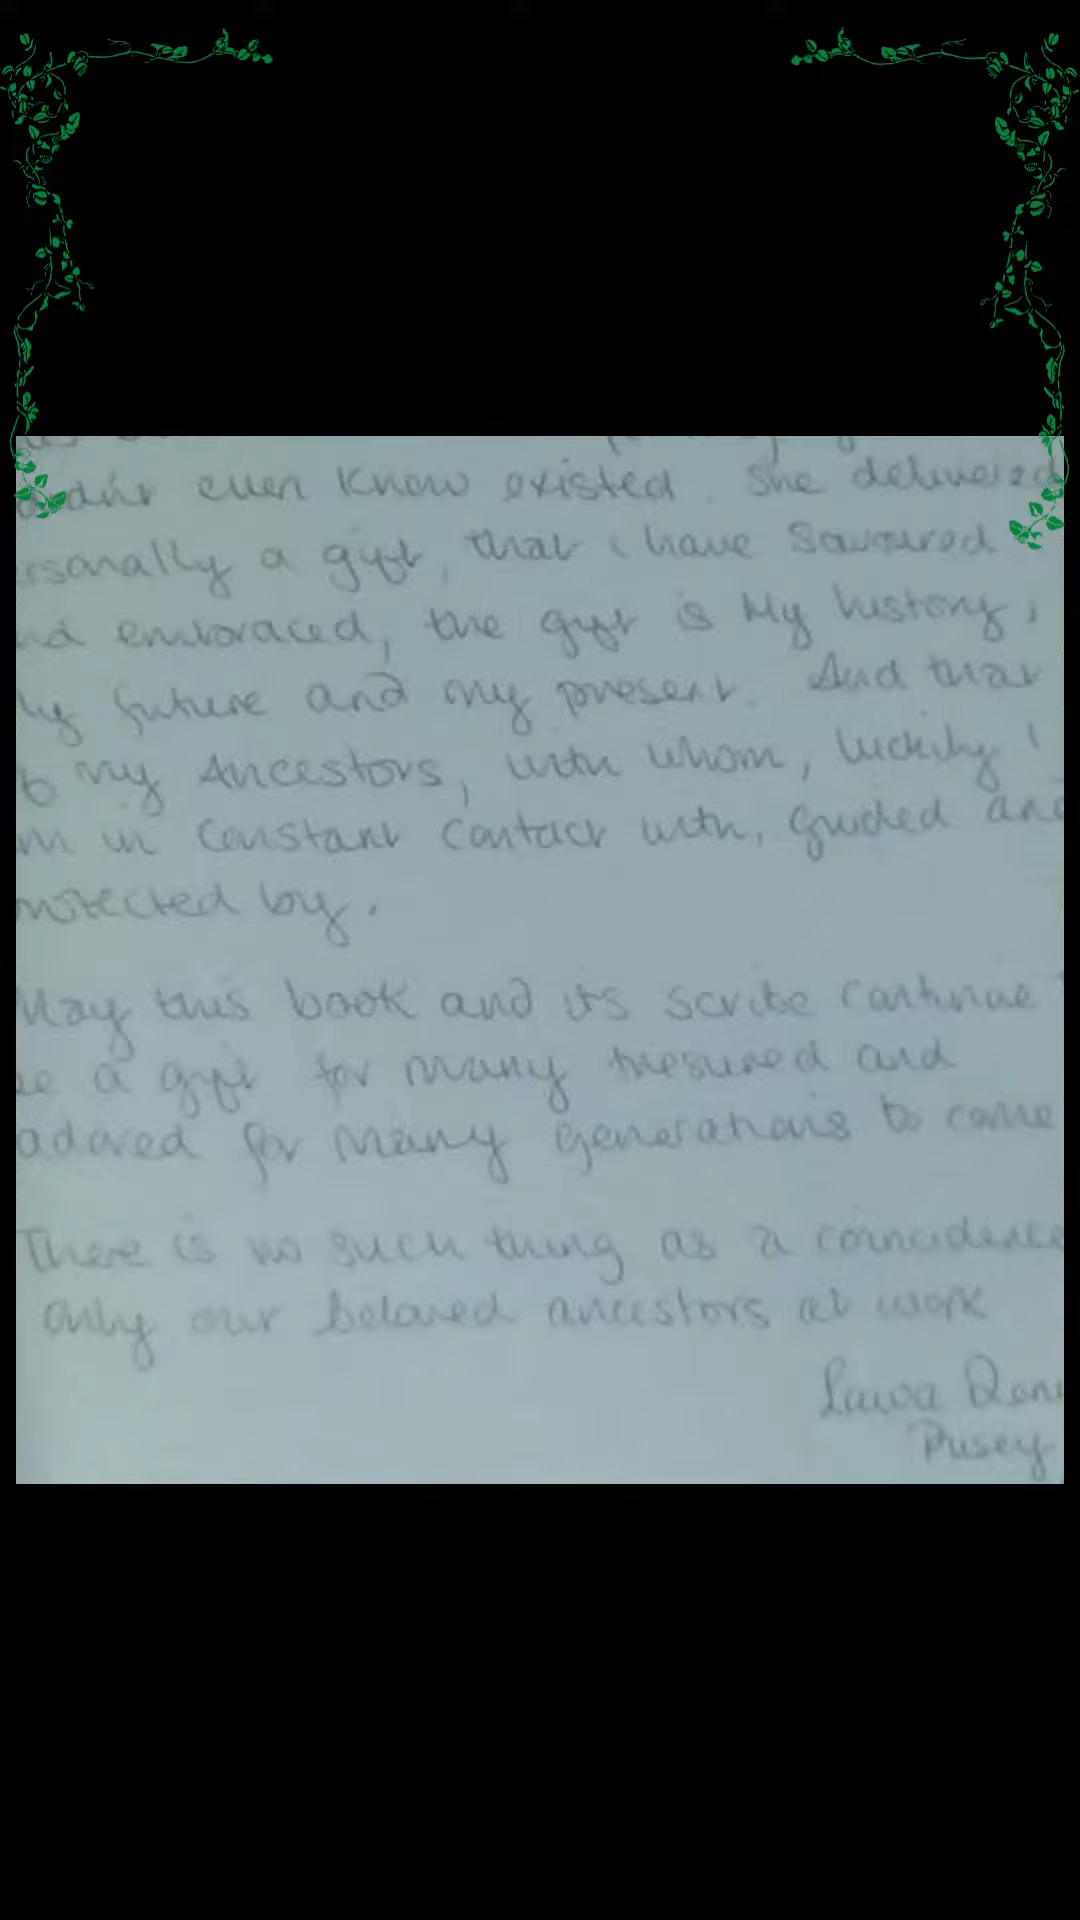 even know existed. She delivered
a gift, that i have savoured
embraced, the gift is My history,
future and my present. And that
my Ancestors, with whom, luckily I
in constant contact with, guided and
by.
May this book and its scribe continue
a gift for many tresured and
adored for many generations to come
There is no such thing as a coincidence
only our beloved ancestors at work
Laura
Pusey